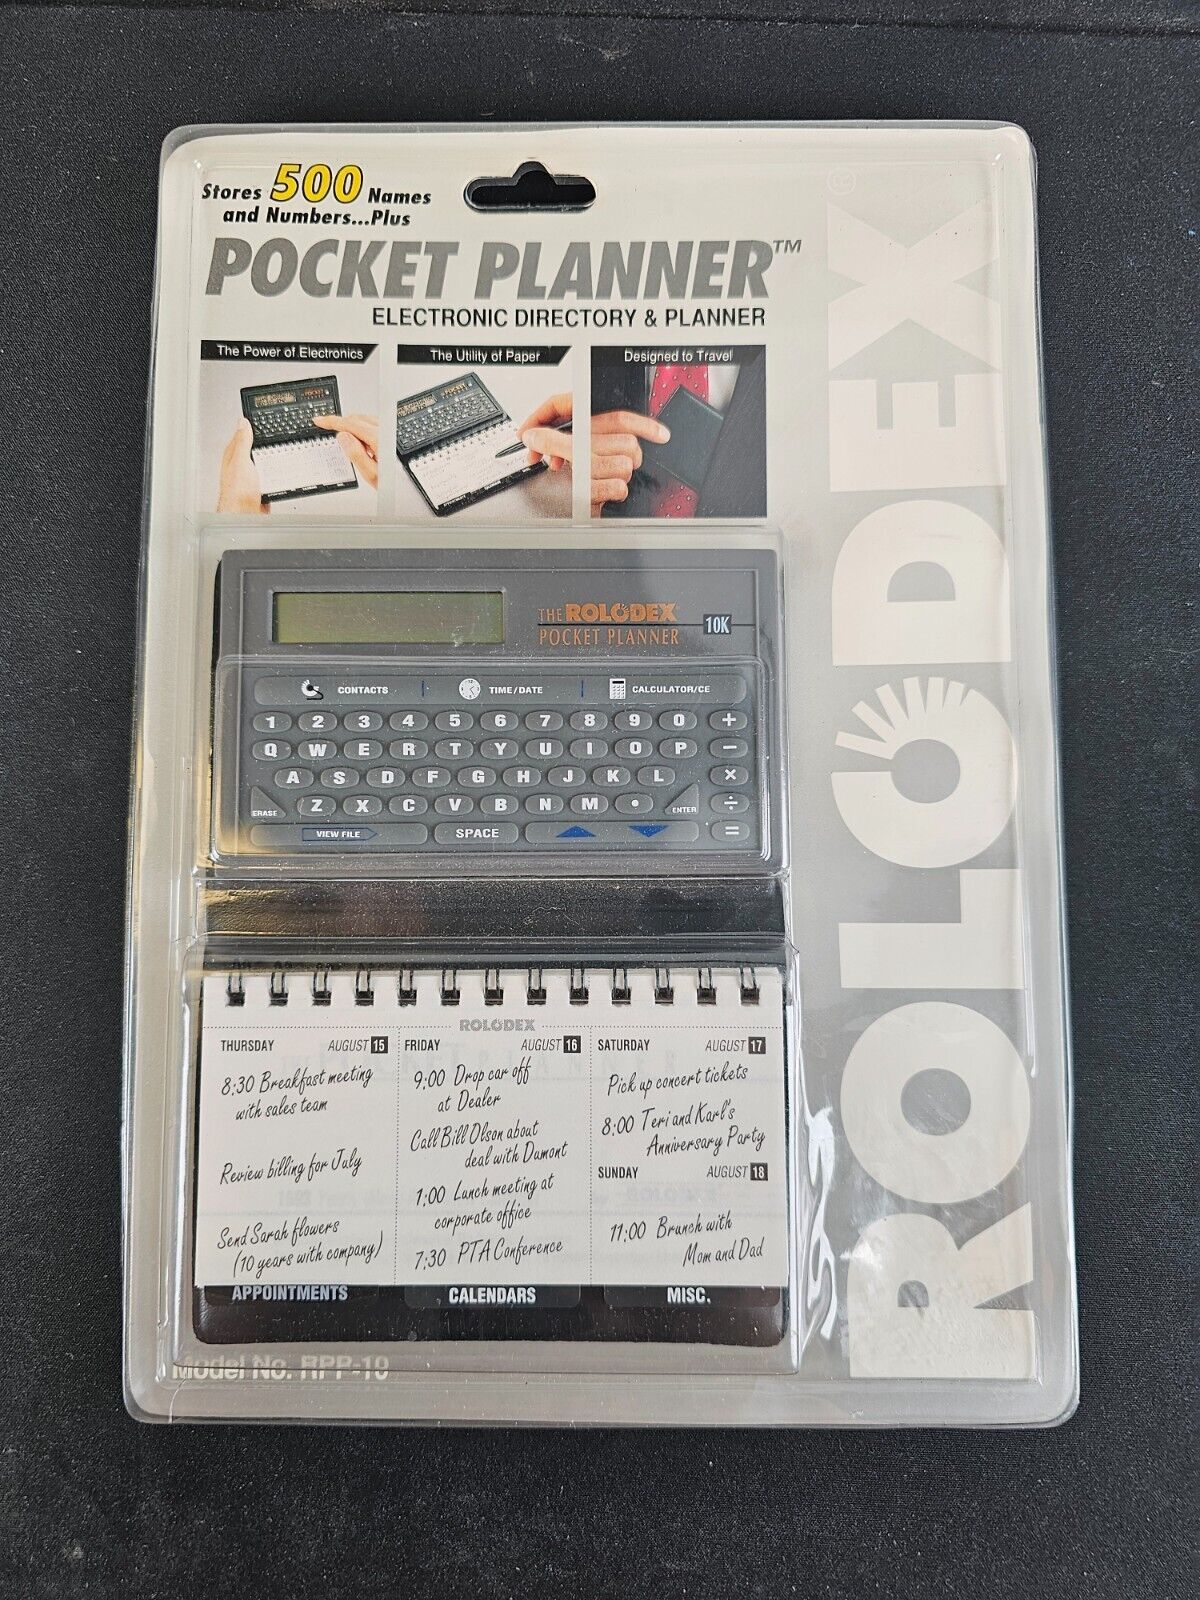 Stores 500 Names
and Numbers...Plus
POCKET PLANNER™
ELECTRONIC DIRECTORY & PLANNER
The Power of Electronics
The Utility of Paper
Designed to Travel
ROLODEX®
THE ROLODEX
POCKET PLANNER 10K
CONTACTS TIME/DATE CALCULATOR/CE
1 2 3 4 5 6 7 8 9 0 +
Q W E R T Y U I O P −
A S D F G H J K L ×
ERASE Z X C V B N M • ENTER ÷
VIEW FILE SPACE =
ROLODEX
THURSDAY AUGUST 15
8:30 Breakfast meeting
with sales team
Review billing for July
Send Sarah flowers
(10 years with company)
FRIDAY AUGUST 16
9:00 Drop car off
at Dealer
Call Bill Olson about
deal with Dumont
1:00 Lunch meeting at
corporate office
7:30 PTA Conference
SATURDAY AUGUST 17
Pick up concert tickets
8:00 Teri and Karl's
Anniversary Party
SUNDAY AUGUST 18
11:00 Brunch with
Mom and Dad
APPOINTMENTS
CALENDARS
MISC.
Model No. RPP-10